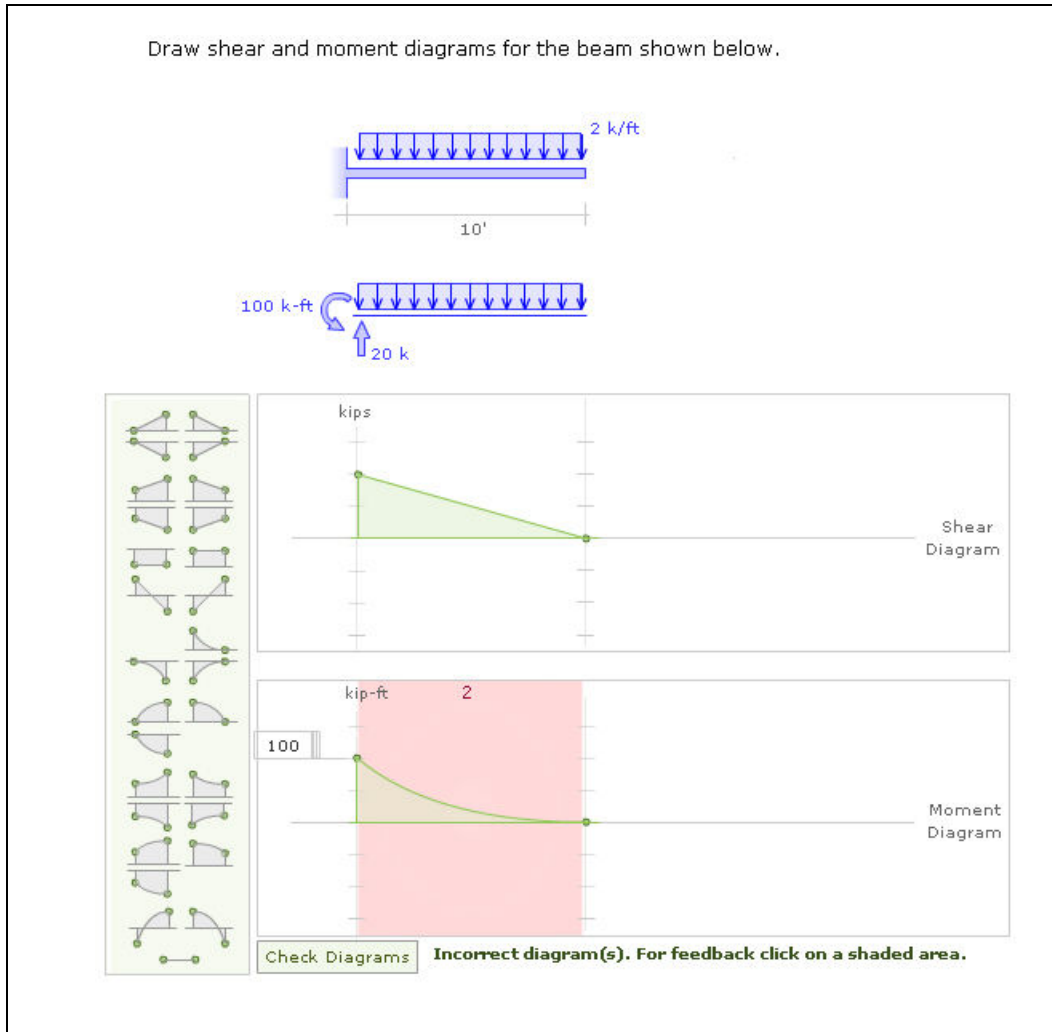 Draw shear and moment diagrams for the beam shown below.
2 k/ft
10'
100 k-ft
20 k
kips
Shear
Diagram
kip-ft
2
100
Moment
Diagram
Check Diagrams
Incorrect diagram(s). For feedback click on a shaded area.